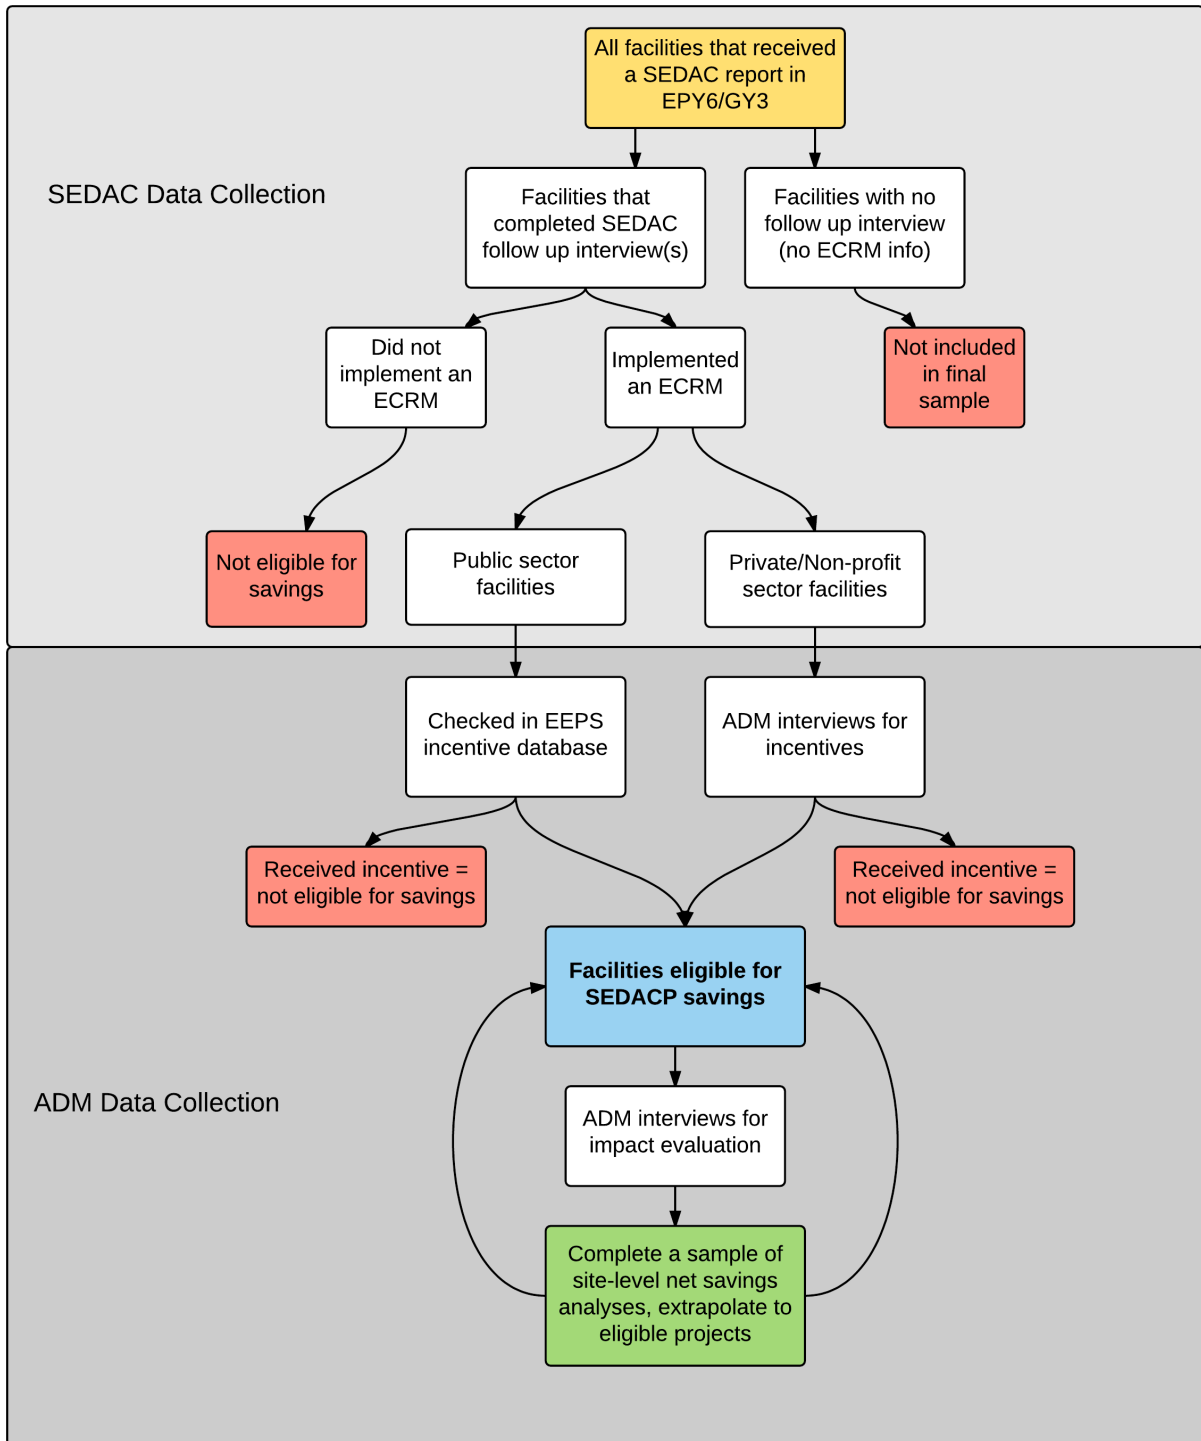 All facilities that received
a SEDAC report in
EPY6/GY3
SEDAC Data Collection
Facilities that
completed SEDAC
follow up interview(s)
Facilities with no
follow up interview
(no ECRM info)
Did not
implement an
ECRM
Implemented
an ECRM
Not included
in final
sample
Not eligible for
savings
Public sector
facilities
Private/Non-profit
sector facilities
Checked in EEPS
incentive database
ADM interviews for
incentives
Received incentive =
not eligible for savings
Received incentive =
not eligible for savings
Facilities eligible for
SEDACP savings
ADM Data Collection
ADM interviews for
impact evaluation
Complete a sample of
site-level net savings
analyses, extrapolate to
eligible projects